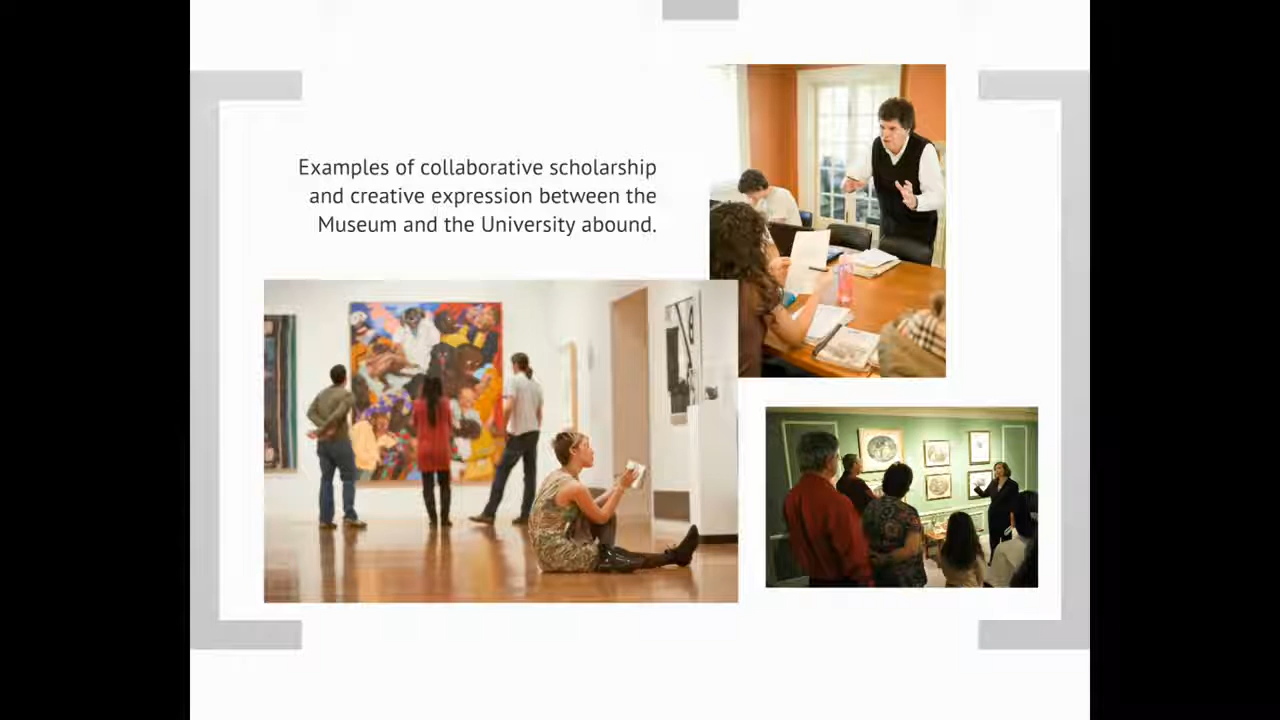 Examples of collaborative scholarship
and creative expression between the
Museum and the University abound.